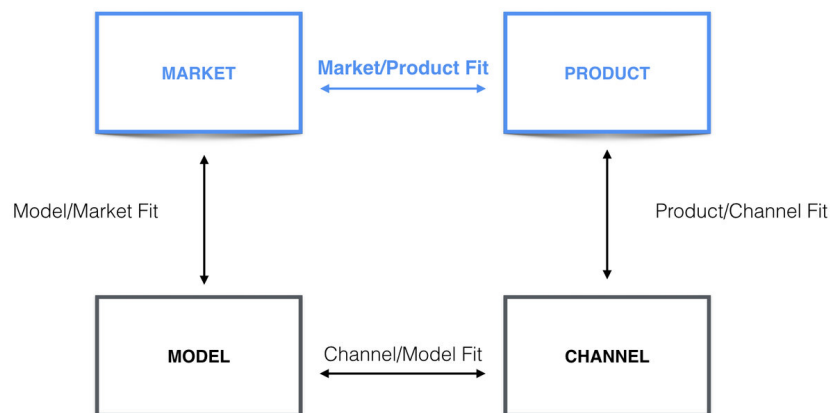 MARKET
Market/Product Fit
PRODUCT
Model/Market Fit
Product/Channel Fit
MODEL
Channel/Model Fit
CHANNEL